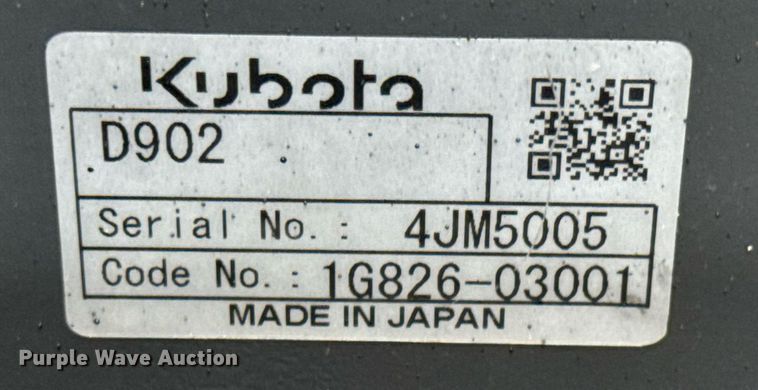 Kubota
D902
Serial No. : 4JM5005
Code No. : 1G826-03001
MADE IN JAPAN
Purple Wave Auction